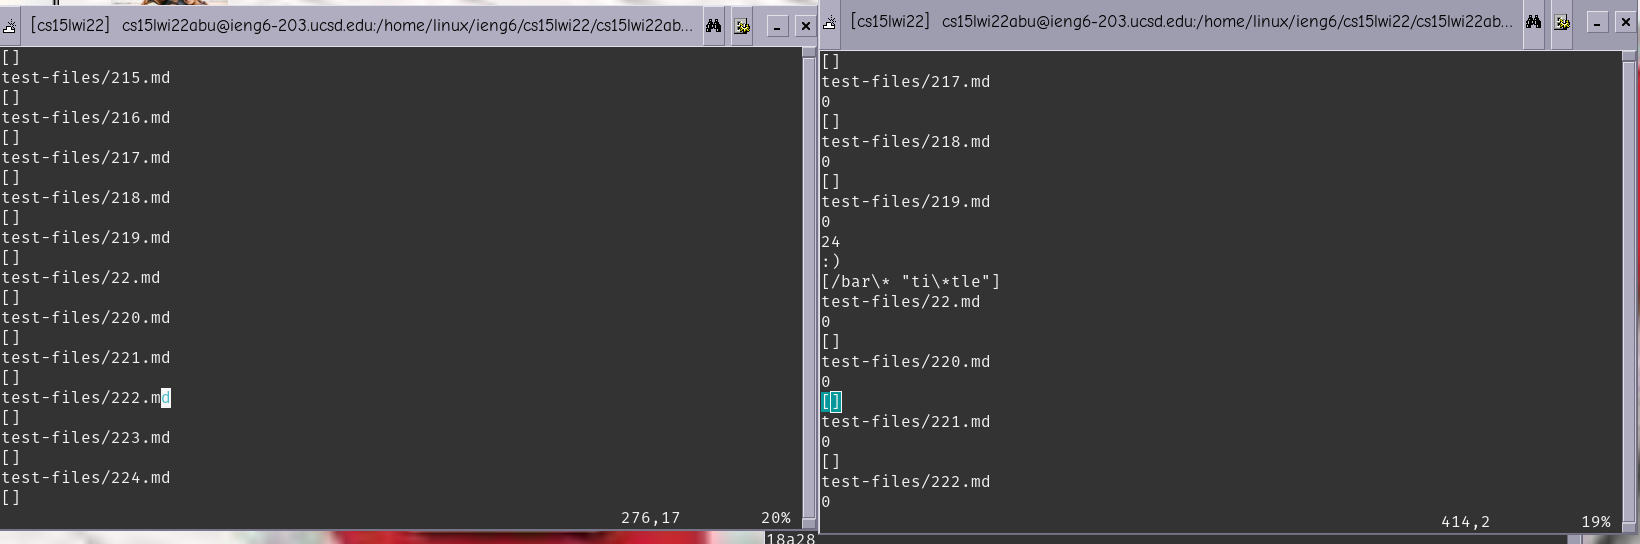 [cs15lwi22] cs15lwi22abu@ieng6-203.ucsd.edu:/home/linux/ieng6/cs15lwi22/cs15lwi22ab...
[]
test-files/215.md
[]
test-files/216.md
[]
test-files/217.md
[]
test-files/218.md
[]
test-files/219.md
[]
test-files/22.md
[]
test-files/220.md
[]
test-files/221.md
[]
test-files/222.md
[]
test-files/223.md
[]
test-files/224.md
[]
276,17 20%
[cs15lwi22] cs15lwi22abu@ieng6-203.ucsd.edu:/home/linux/ieng6/cs15lwi22/cs15lwi22ab...
[]
test-files/217.md
0
[]
test-files/218.md
0
[]
test-files/219.md
0
24
:)
[/bar\* "ti\*tle"]
test-files/22.md
0
[]
test-files/220.md
0
[]
test-files/221.md
0
[]
test-files/222.md
0
414,2 19%
18a28